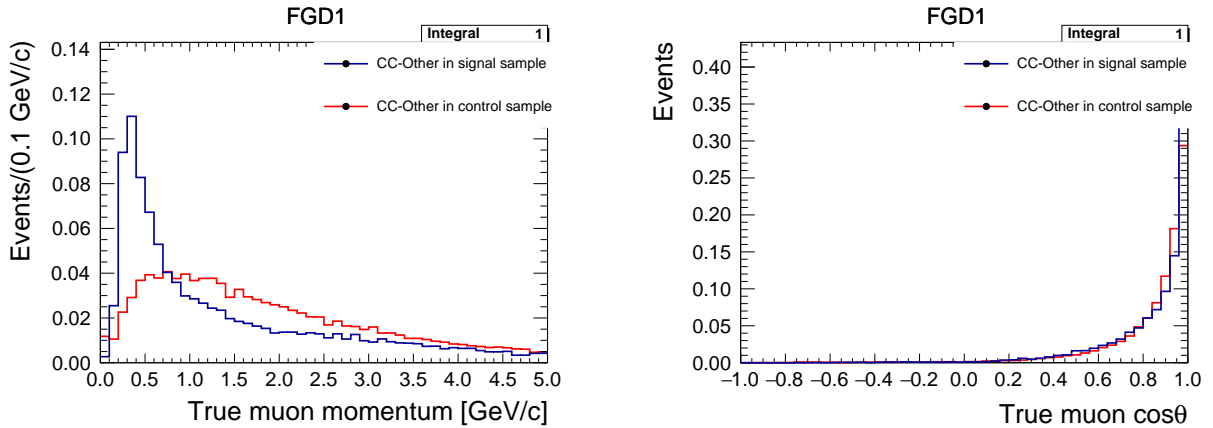 FGD1
Integral 1
CC-Other in signal sample
CC-Other in control sample
Events/(0.1 GeV/c)
0.14
0.12
0.10
0.08
0.06
0.04
0.02
0.00
0.0 0.5 1.0 1.5 2.0 2.5 3.0 3.5 4.0 4.5 5.0
True muon momentum [GeV/c]
FGD1
Integral 1
CC-Other in signal sample
CC-Other in control sample
Events
0.40
0.35
0.30
0.25
0.20
0.15
0.10
0.05
0.00
−1.0 −0.8 −0.6 −0.4 −0.2 0.0 0.2 0.4 0.6 0.8 1.0
True muon cosθ